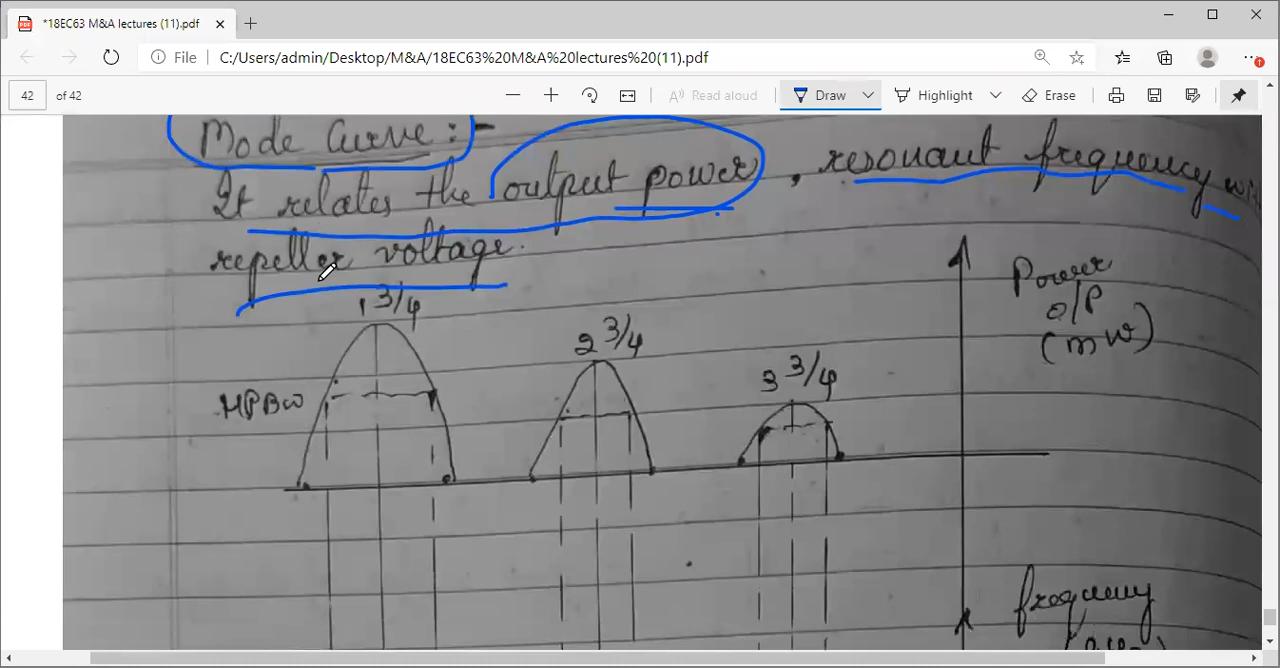 *18EC63 M&A lectures (11).pdf
File C:/Users/admin/Desktop/M&A/18EC63%20M&A%20lectures%20(11).pdf
42 of 42 Read aloud Draw Highlight Erase
Mode Curve:-
It relates the output power, resonant frequency
repeller voltage.
1 3/4
2 3/4
3 3/4
HPBW
Power
O/P
(mw)
frequency